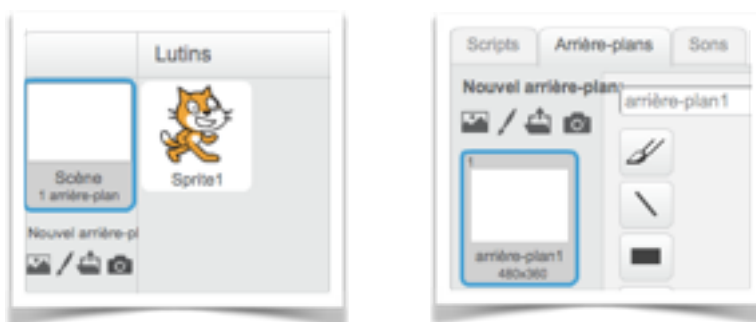 Lutins
Scène
1 arrière-plan
Sprite1
Nouvel arrière-pl
Scripts Arrière-plans Sons
Nouvel arrière-plan:
arrière-plan1
1
arrière-plan1
480x360